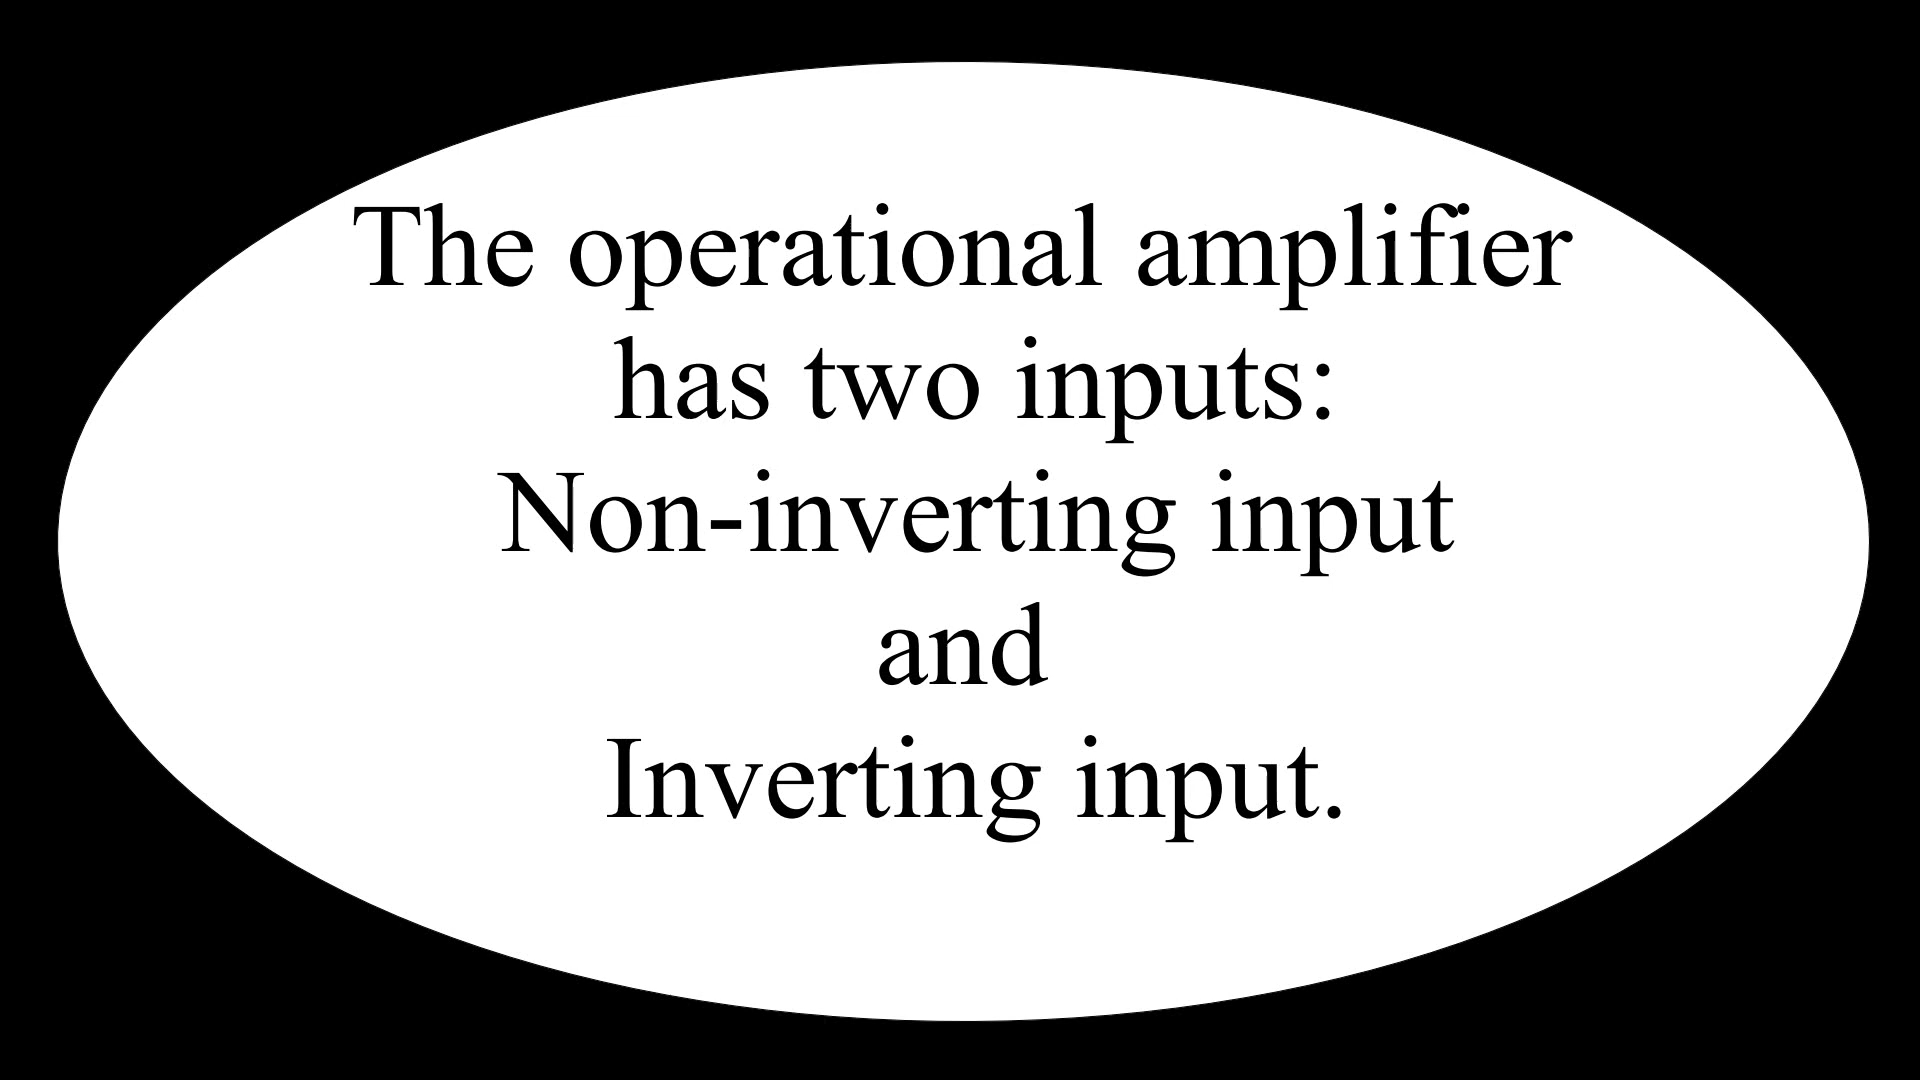 The operational amplifier
has two inputs:
Non-inverting input
and
Inverting input.